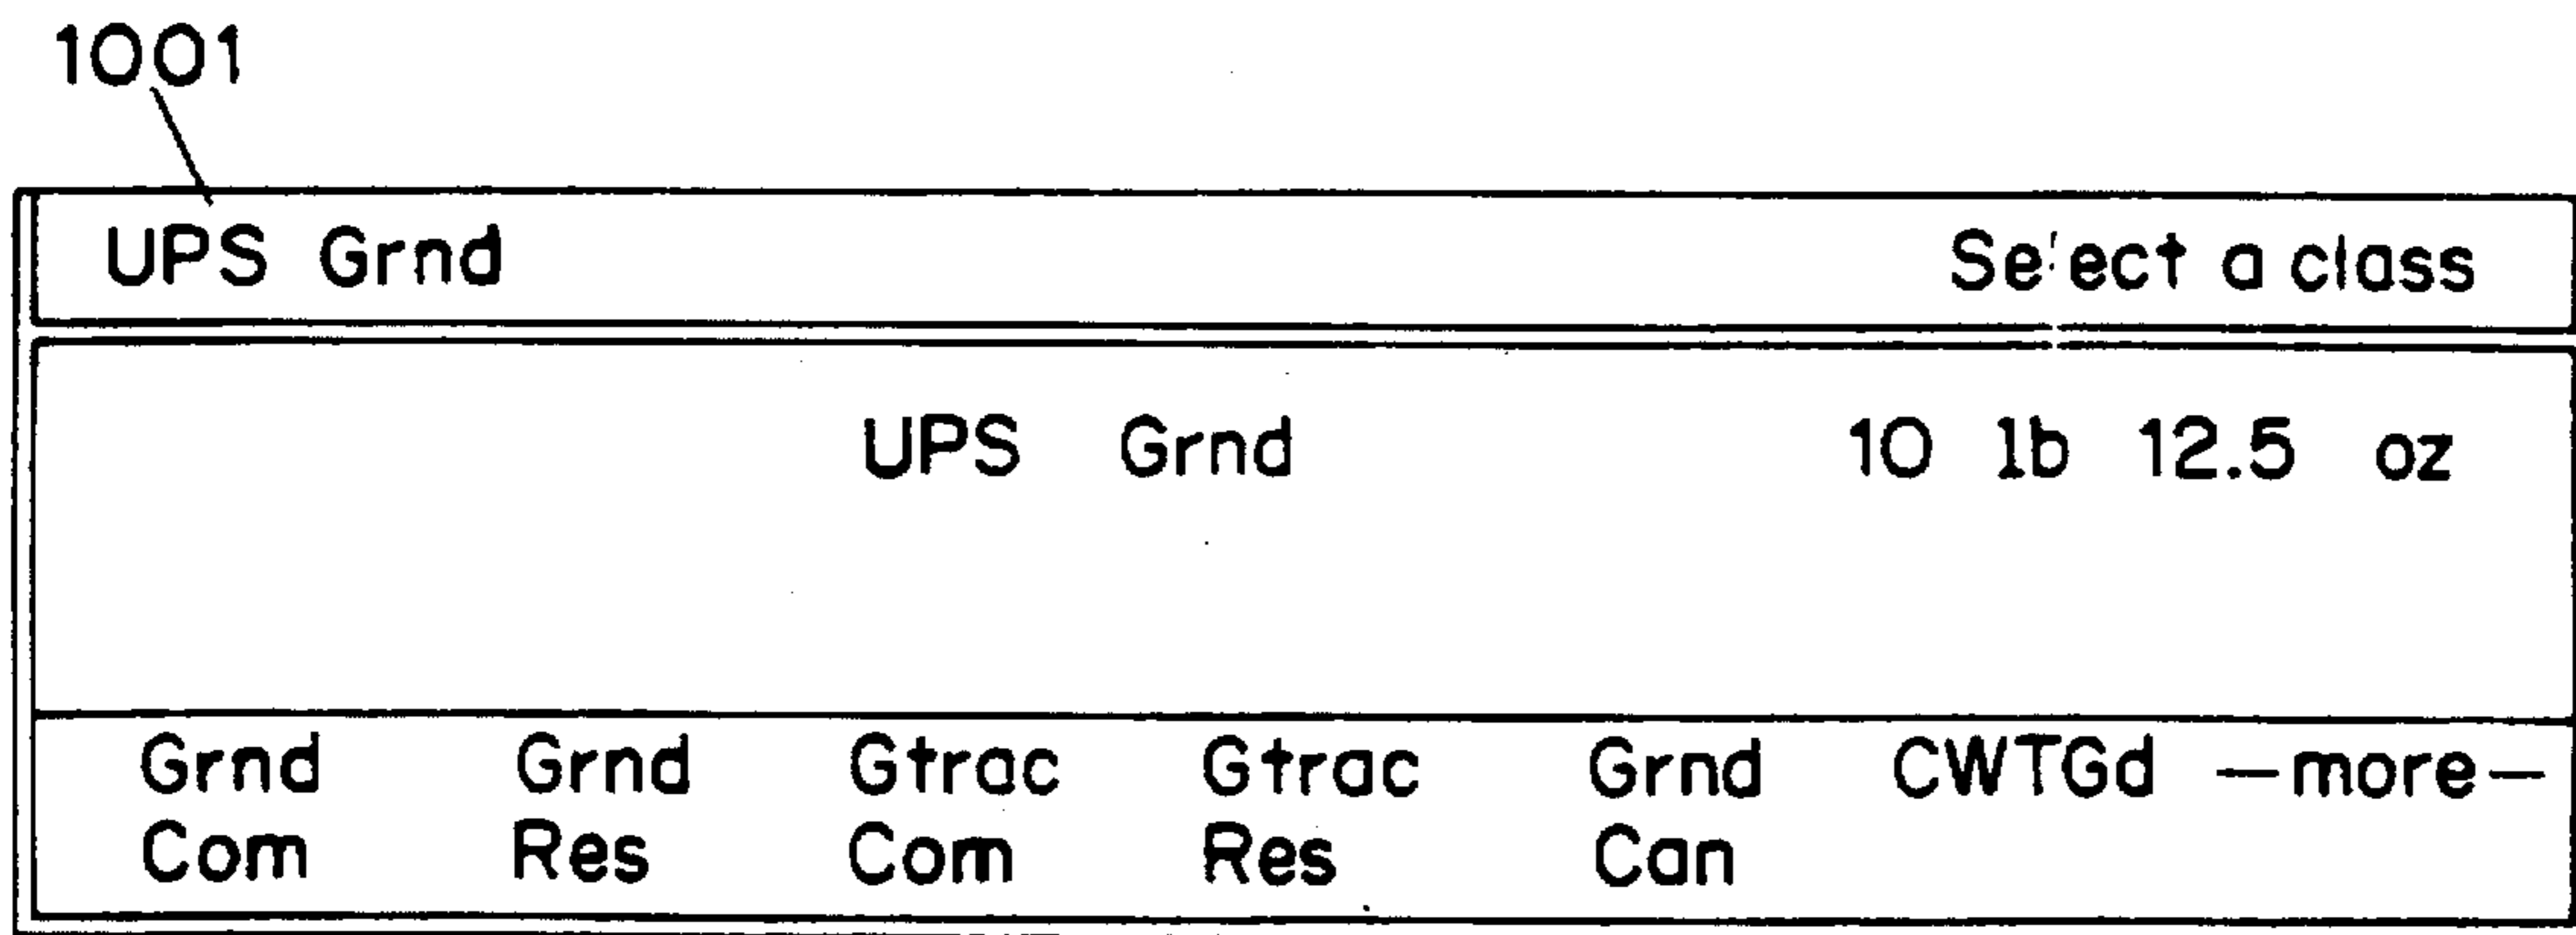 1001
UPS Grnd Select a class
UPS Grnd 10 lb 12.5 oz
Grnd Grnd Gtrac Gtrac Grnd CWTGd —more—
Com Res Com Res Can